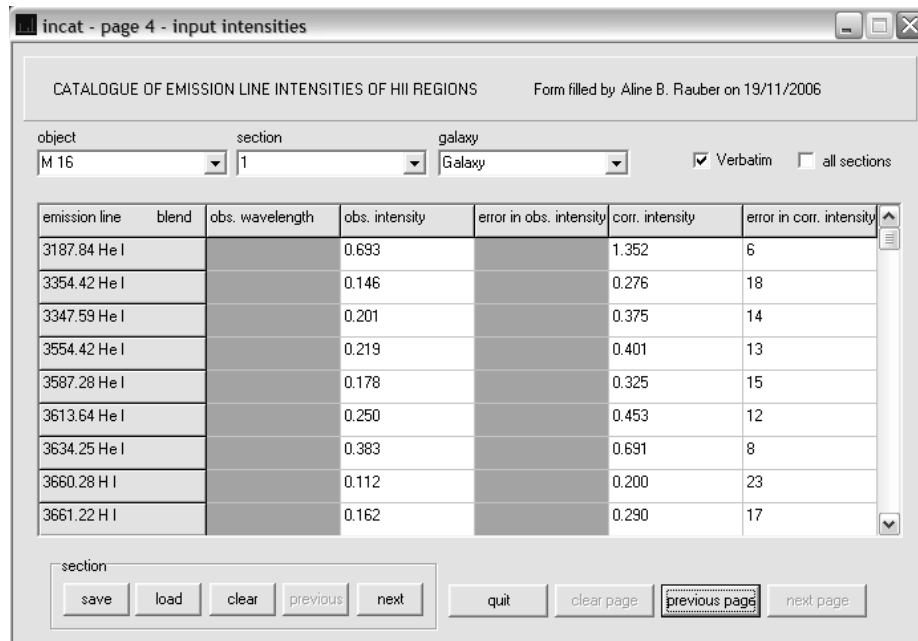 incat - page 4 - input intensities
CATALOGUE OF EMISSION LINE INTENSITIES OF HII REGIONS Form filled by Aline B. Rauber on 19/11/2006
object section galaxy
M 16 1 Galaxy Verbatim all sections
emission line blend obs. wavelength obs. intensity error in obs. intensity corr. intensity error in corr. intensity
3187.84 He I 0.693 1.352 6
3354.42 He I 0.146 0.276 18
3347.59 He I 0.201 0.375 14
3554.42 He I 0.219 0.401 13
3587.28 He I 0.178 0.325 15
3613.64 He I 0.250 0.453 12
3634.25 He I 0.383 0.691 8
3660.28 H I 0.112 0.200 23
3661.22 H I 0.162 0.290 17
section
save load clear previous next quit clear page previous page next page